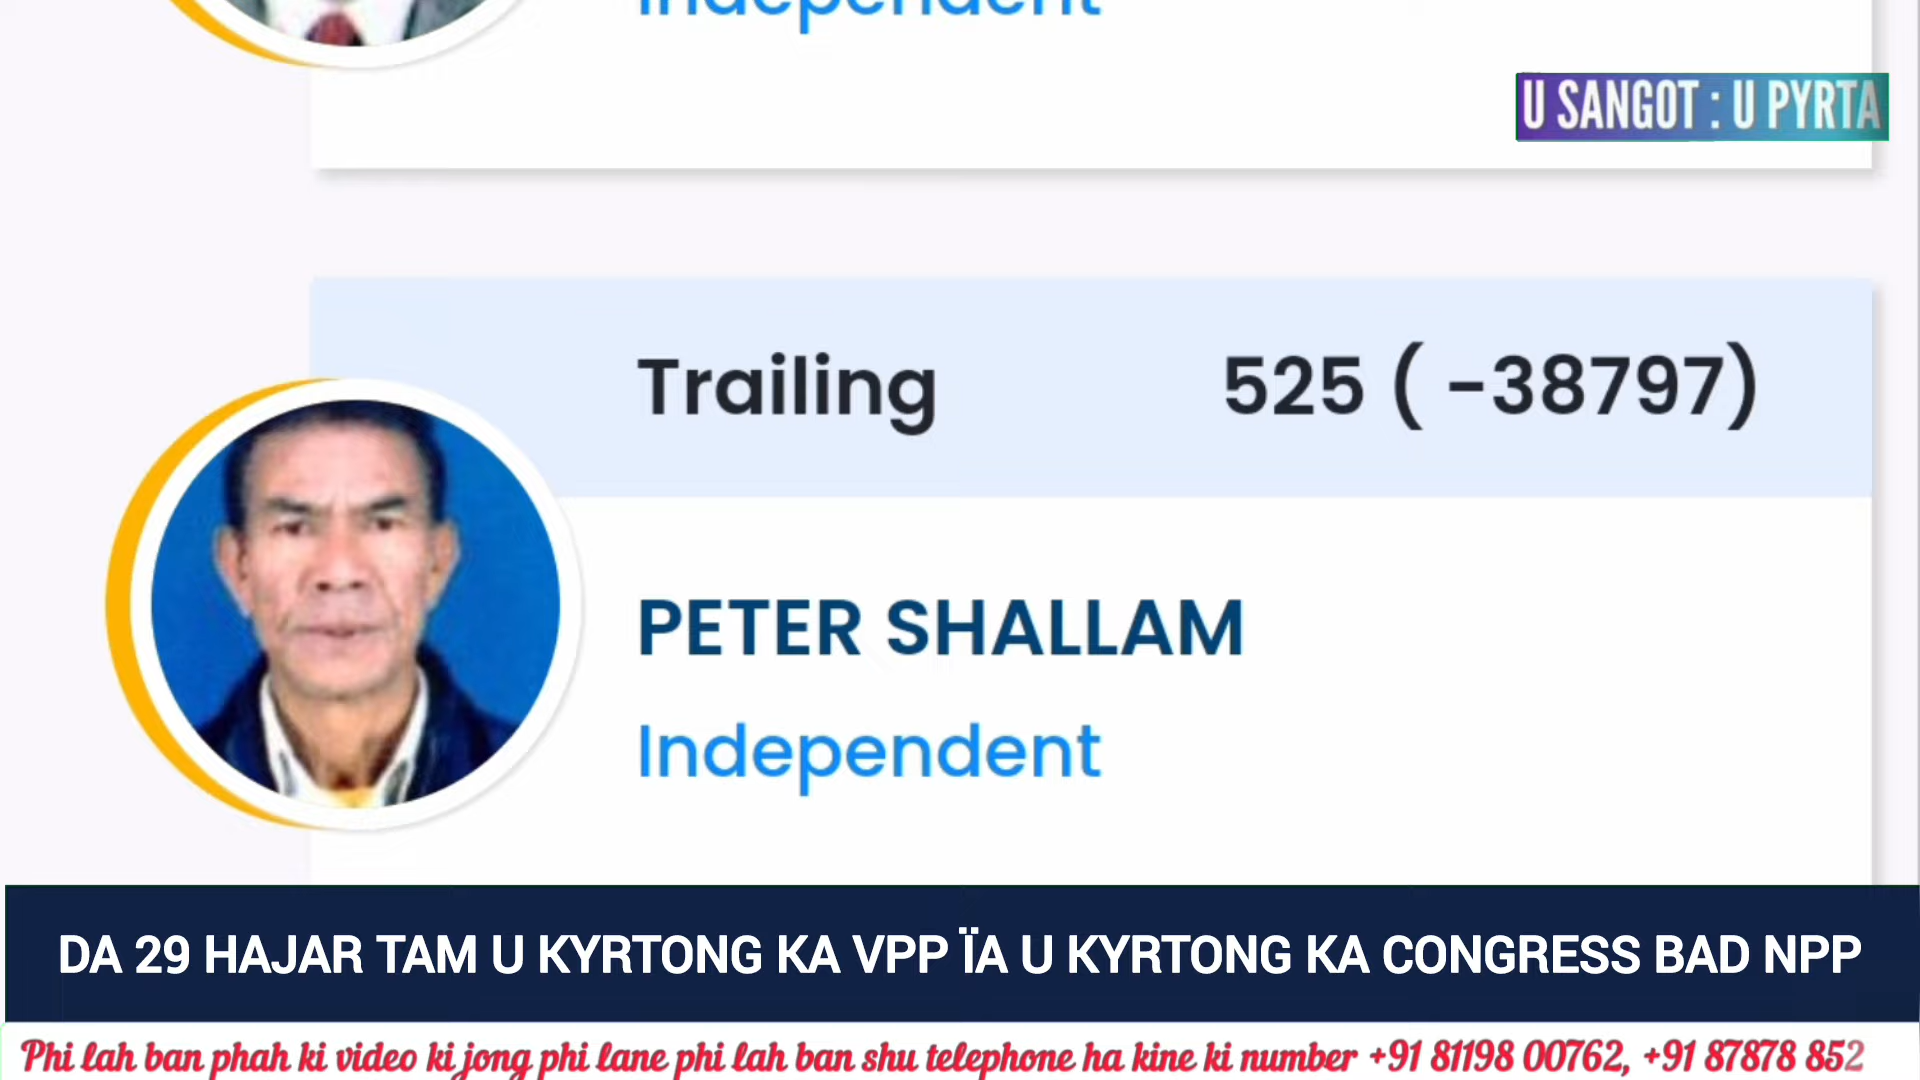 Independent
U SANGOT : U PYRTA
Trailing 525 ( -38797)
PETER SHALLAM
Independent
DA 29 HAJAR TAM U KYRTONG KA VPP ÏA U KYRTONG KA CONGRESS BAD NPP
Phi lah ban phah ki video ki jong phi lane phi lah ban shu telephone ha kine ki number +91 81198 00762, +91 87878 852